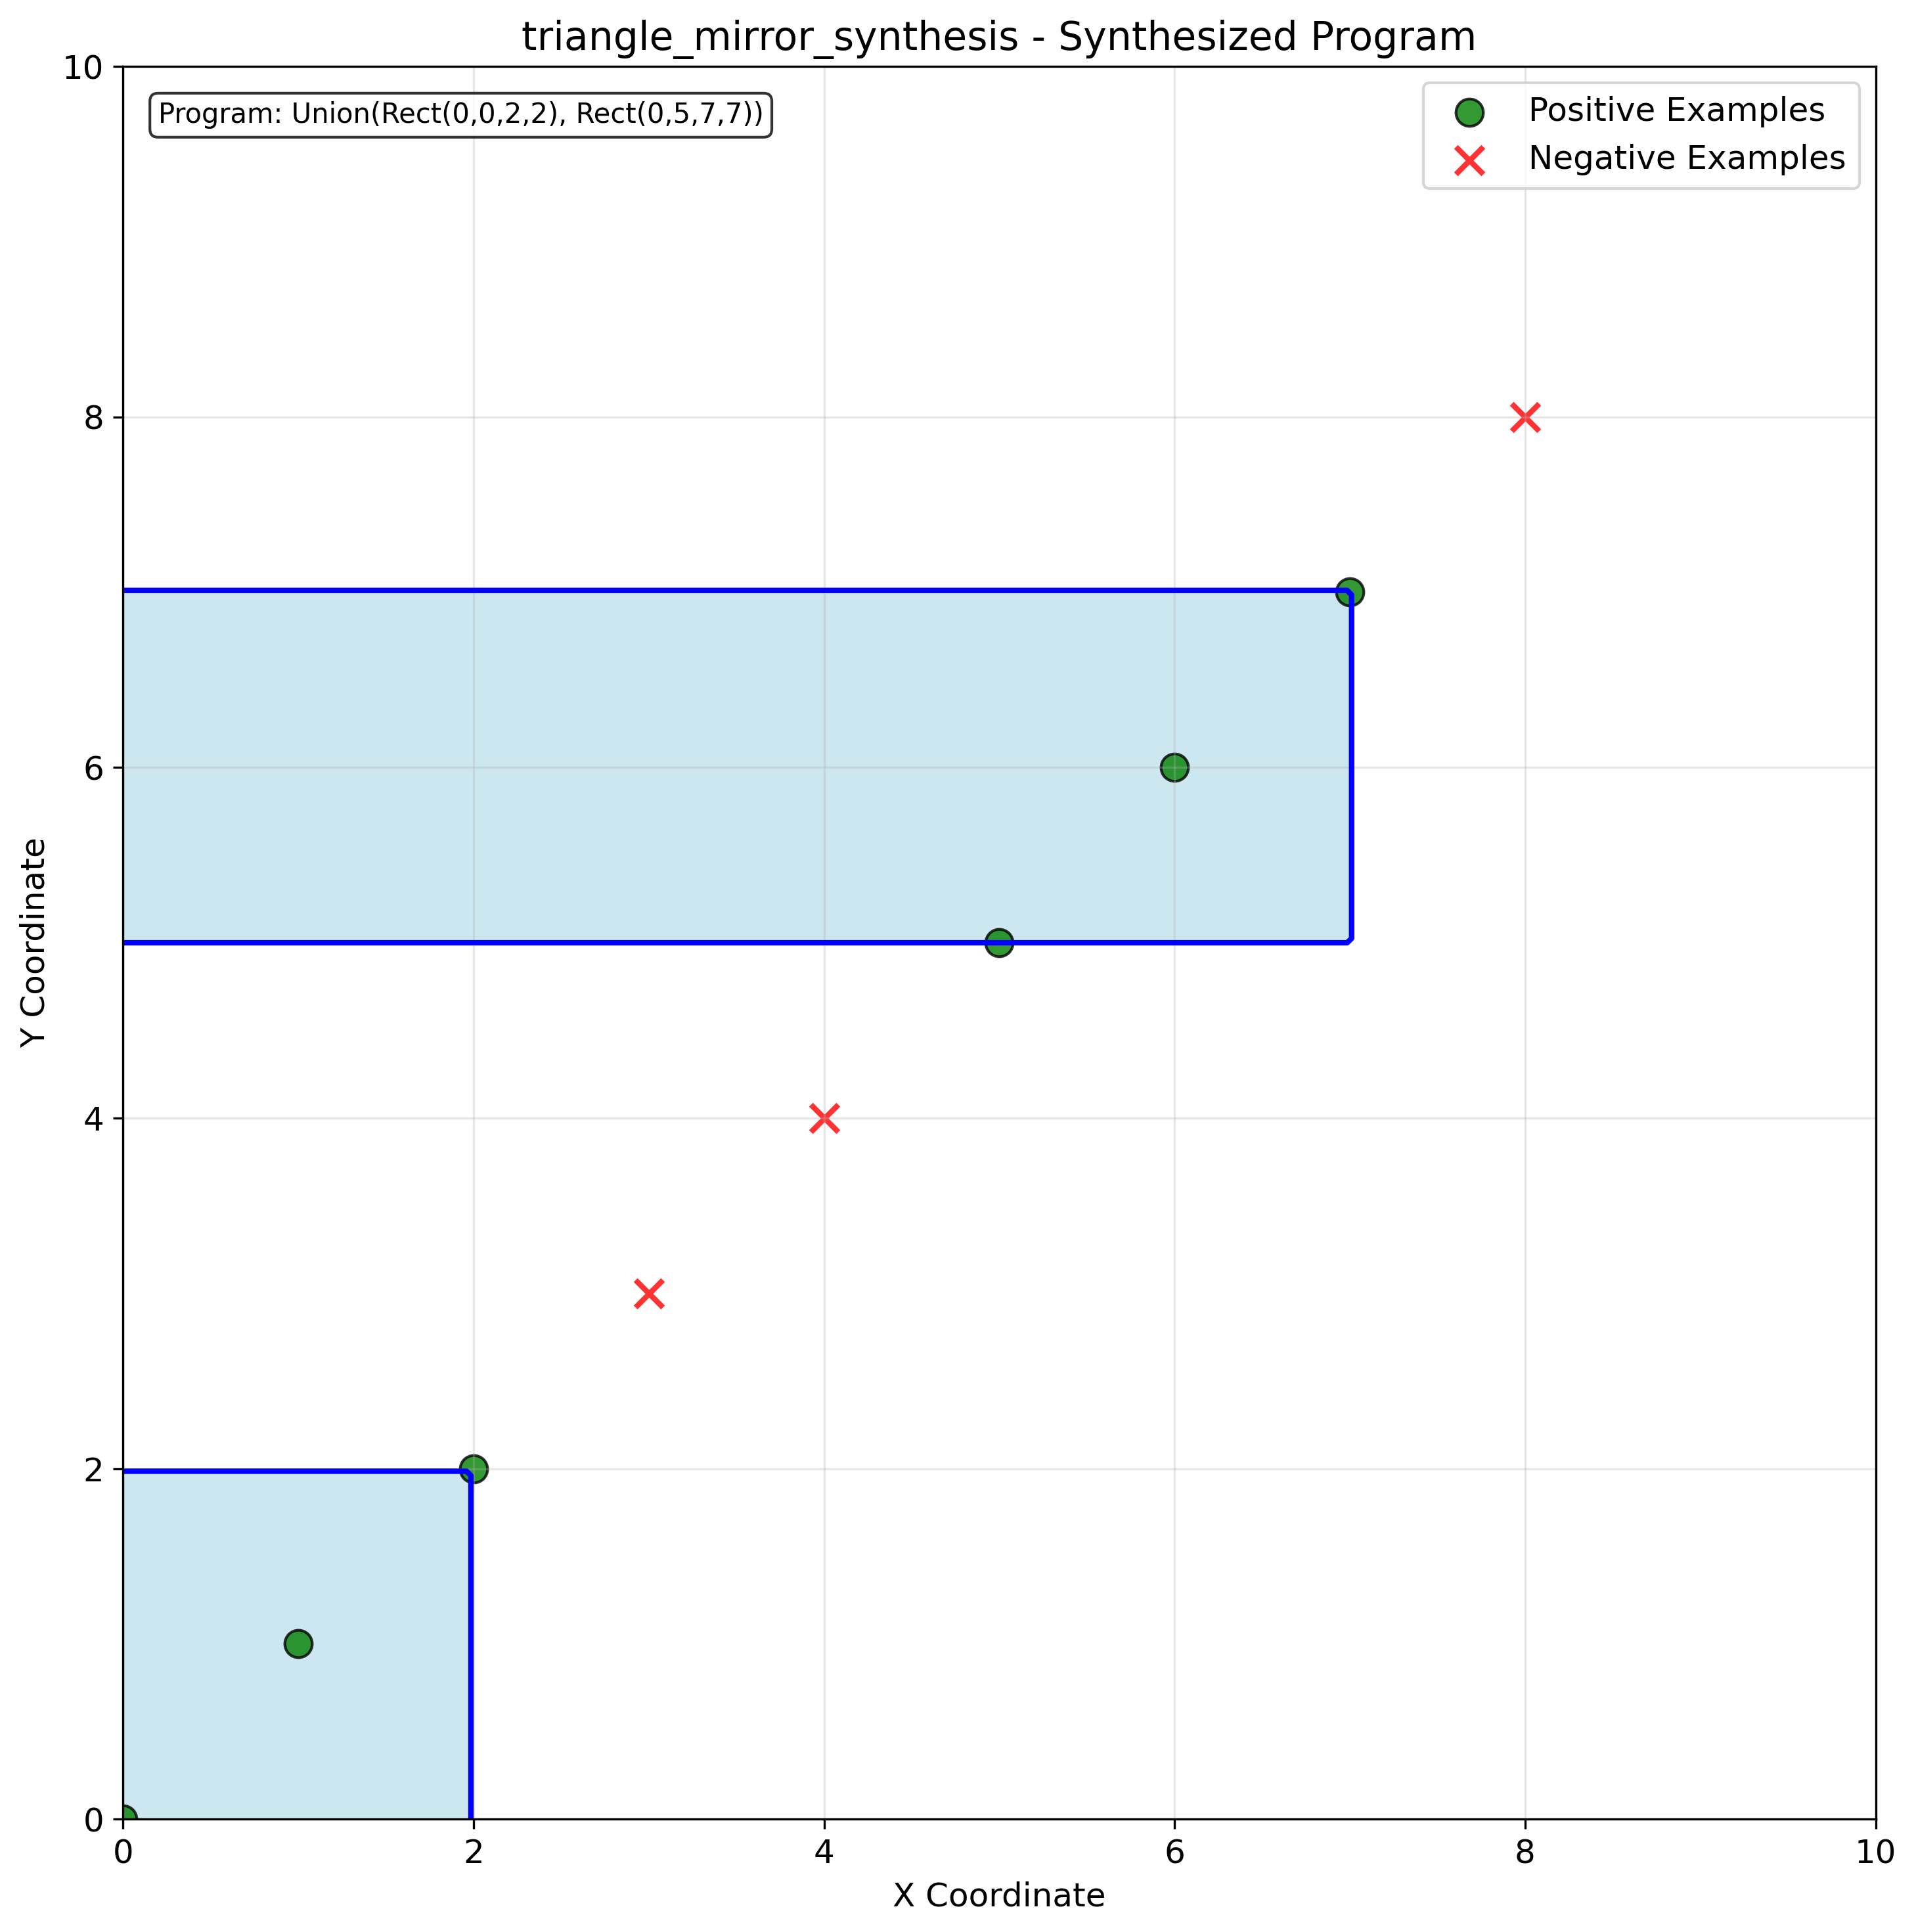 triangle_mirror_synthesis - Synthesized Program
Program: Union(Rect(0,0,2,2), Rect(0,5,7,7))
Positive Examples
Negative Examples
Y Coordinate
10
8
6
4
2
0
0 2 4 6 8 10
X Coordinate